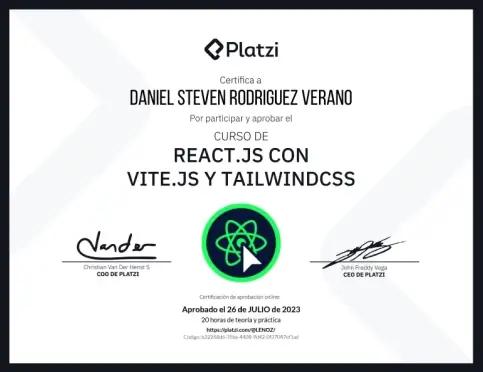 Platzi
Certifica a
DANIEL STEVEN RODRIGUEZ VERANO
Por participar y aprobar el
CURSO DE
REACT.JS CON
VITE.JS Y TAILWINDCSS
Christian Van Der Henst S
COO DE PLATZI
John Freddy Vega
CEO DE PLATZI
Certificación de aprobación online:
Aprobado el 26 de JULIO de 2023
20 horas de teoría y práctica
https://platzi.com/@LENOZ/
Código: